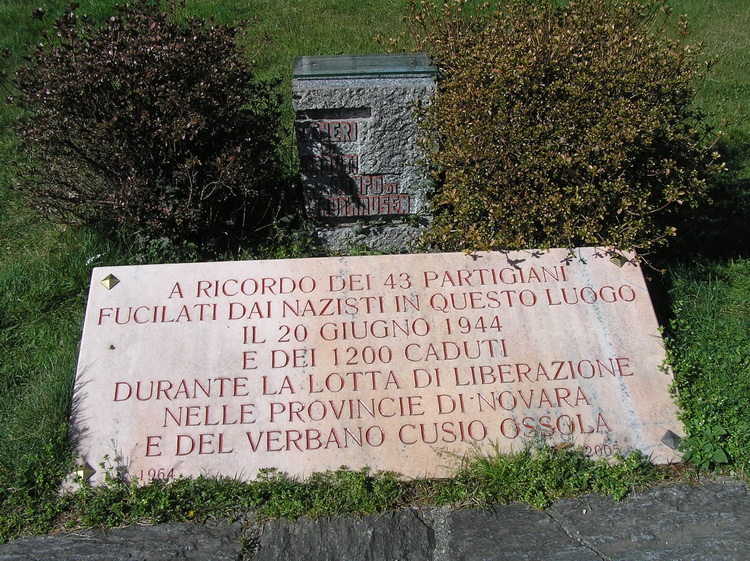 A RICORDO DEI 43 PARTIGIANI
FUCILATI DAI NAZISTI IN QUESTO LUOGO
IL 20 GIUGNO 1944
E DEI 1200 CADUTI
DURANTE LA LOTTA DI LIBERAZIONE
NELLE PROVINCIE DI NOVARA
E DEL VERBANO CUSIO OSSOLA
1964